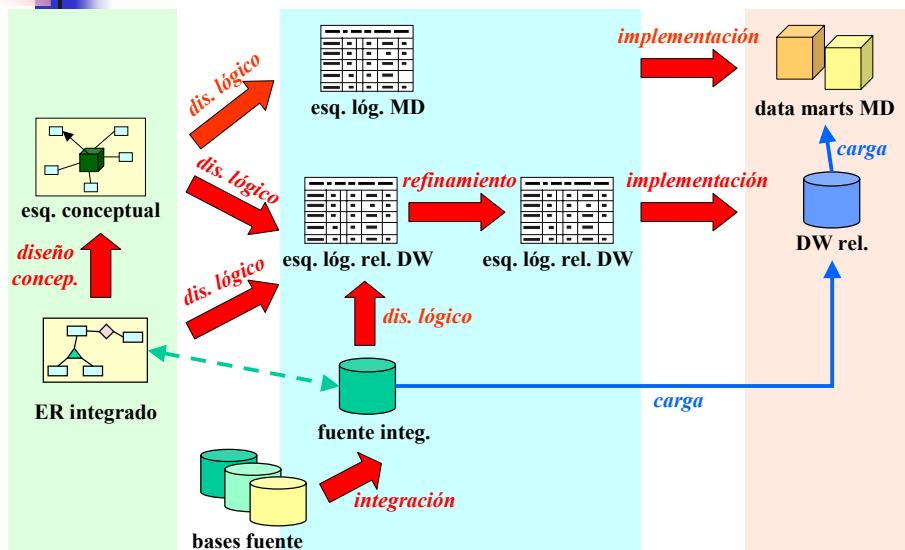 dis. lógico
esq. lóg. MD
implementación
data marts MD
carga
esq. conceptual
dis. lógico
refinamiento
implementación
esq. lóg. rel. DW
esq. lóg. rel. DW
DW rel.
diseño
concep.
dis. lógico
dis. lógico
ER integrado
fuente integ.
carga
integración
bases fuente